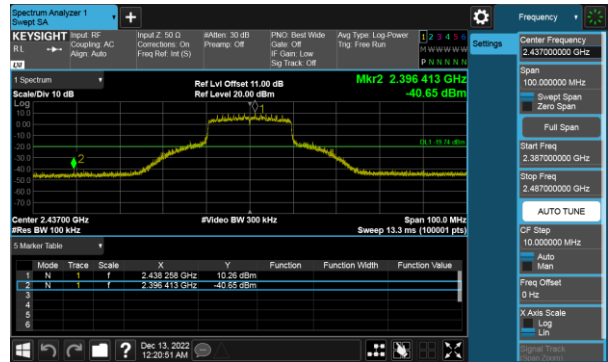 Spectrum Analyzer 1
Swept SA
Frequency
KEYSIGHT
Input: RF
Coupling: AC
Align: Auto
Input Z: 50 Ω
Corrections: On
Freq Ref: Int (S)
#Atten: 30 dB
Preamp: Off
PNO: Best Wide
Gate: Off
IF Gain: Low
Sig Track: Off
Avg Type: Log-Power
Trig: Free Run
1 2 3 4 5 6
M W W W W W
P N N N N N
RL
LXI
Settings
1 Spectrum
Scale/Div 10 dB
Ref Lvl Offset 11.00 dB
Ref Level 20.00 dBm
Mkr2 2.396 413 GHz
-40.65 dBm
Log
10.0
0.00
-10.0
-20.0
-30.0
-40.0
-50.0
-60.0
-70.0
1
2
DL1 -19.74 dBm
Center 2.43700 GHz
#Res BW 100 kHz
#Video BW 300 kHz
Span 100.0 MHz
Sweep 13.3 ms (100001 pts)
5 Marker Table
Mode Trace Scale X Y Function Function Width Function Value
1 N 1 f 2.438 258 GHz 10.26 dBm
2 N 1 f 2.396 413 GHz -40.65 dBm
3
4
5
6
Dec 13, 2022
12:20:51 AM
Center Frequency
2.437000000 GHz
Span
100.000000 MHz
Swept Span
Zero Span
Full Span
Start Freq
2.387000000 GHz
Stop Freq
2.487000000 GHz
AUTO TUNE
CF Step
10.000000 MHz
Auto
Man
Freq Offset
0 Hz
X Axis Scale
Log
Lin
Signal Track
(Span Zoom)